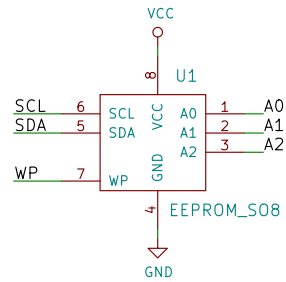 VCC
8
U1
SCL 6 SCL VCC A0 1 A0
SDA 5 SDA A1 2 A1
A2 3 A2
WP 7 WP GND
4
EEPROM_SO8
GND